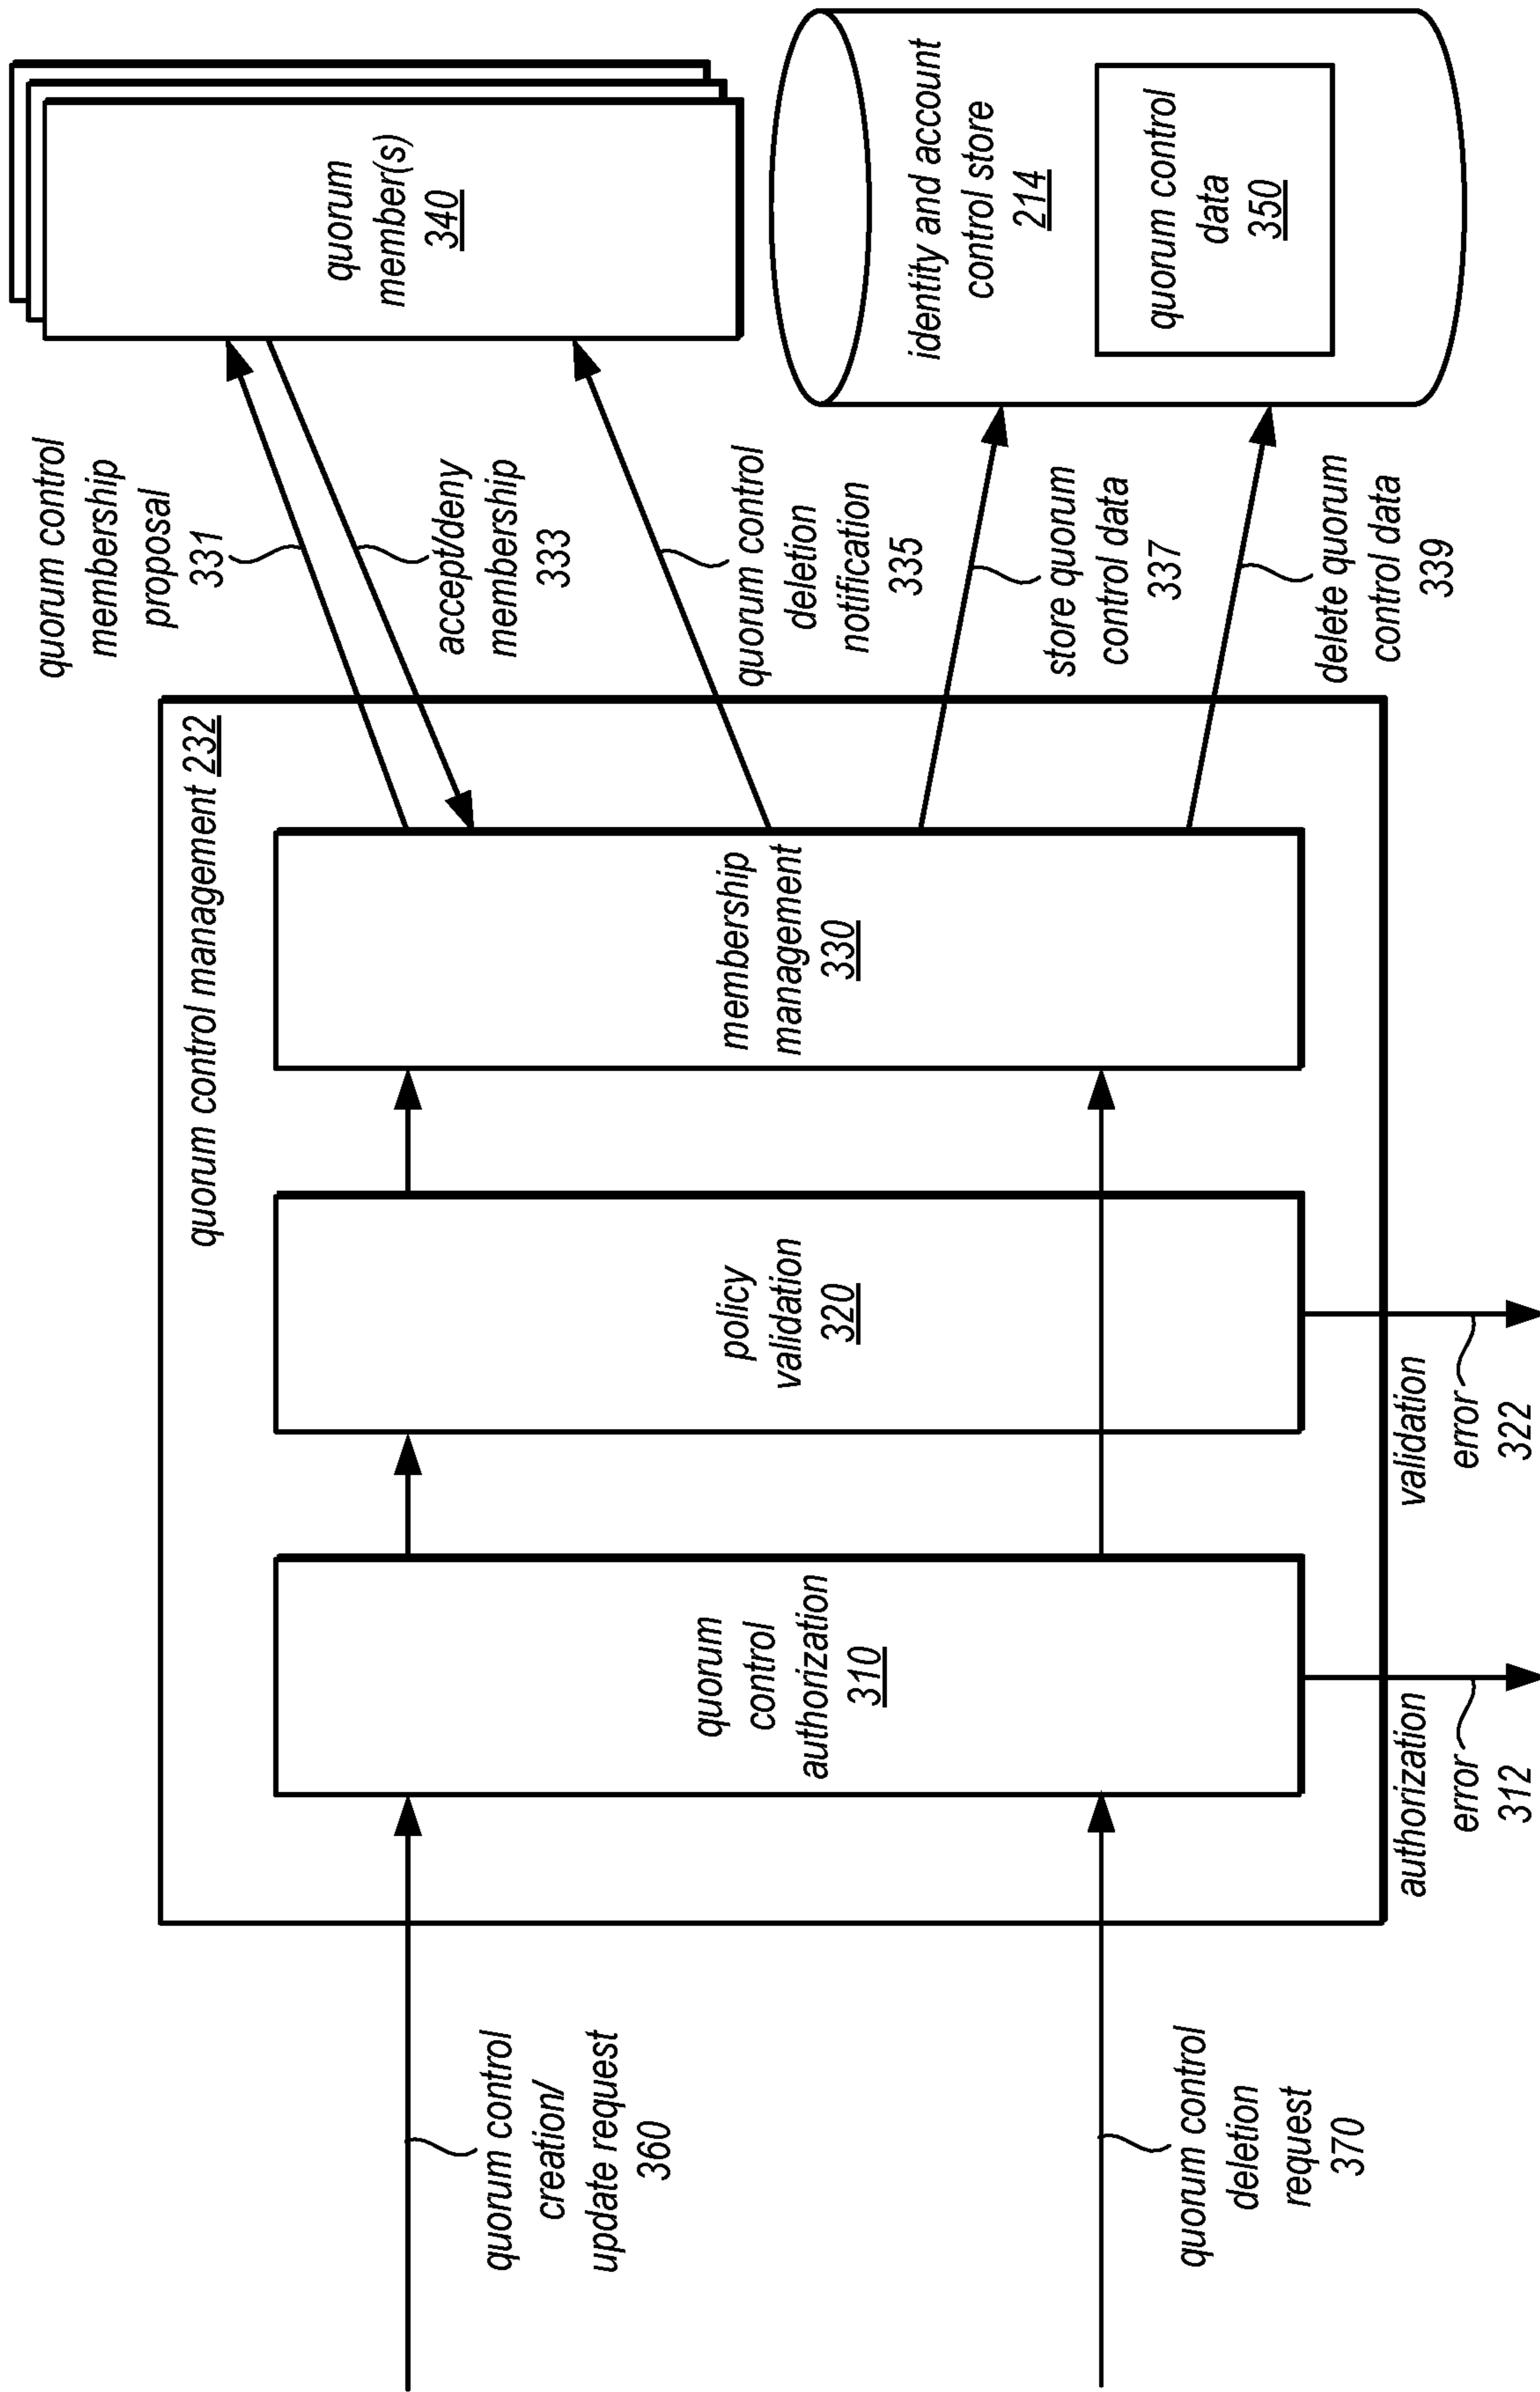 quorum control management 232
quorum control
creation/
update request
360
quorum control
deletion
request
370
quorum
control
authorization
310
policy
validation
320
membership
management
330
authorization
error
312
validation
error
322
quorum control
membership
proposal
331
accept/deny
membership
333
quorum control
deletion
notification
335
store quorum
control data
337
delete quorum
control data
339
quorum
member(s)
340
identity and account
control store
214
quorum control
data
350